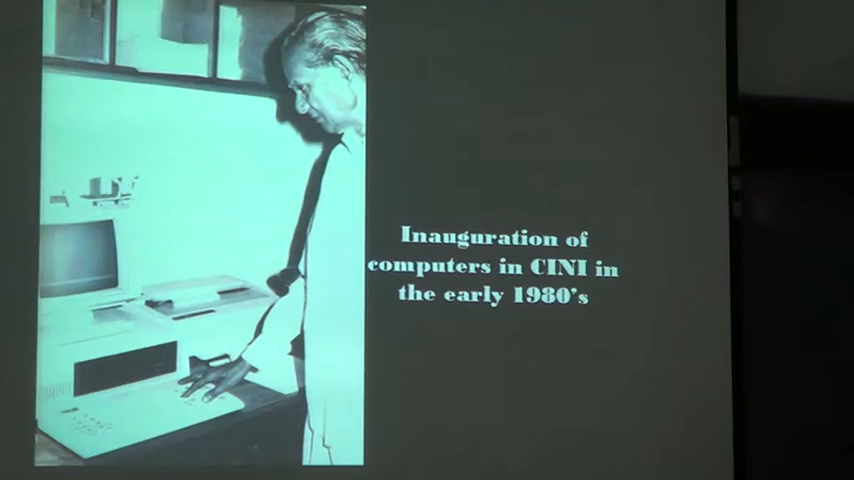 Inauguration of
computers in CINI in
the early 1980's